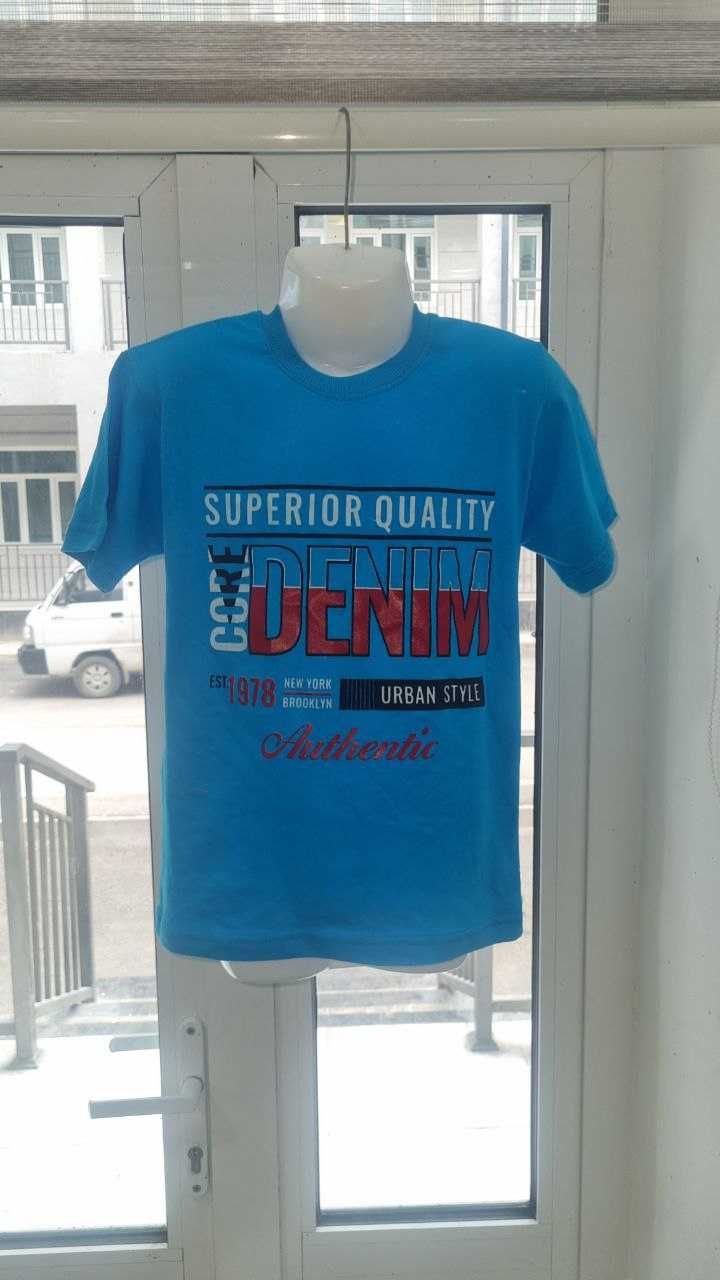 SUPERIOR QUALITY
CORE DENIM
EST. 1978 NEW YORK BROOKLYN URBAN STYLE
Authentic